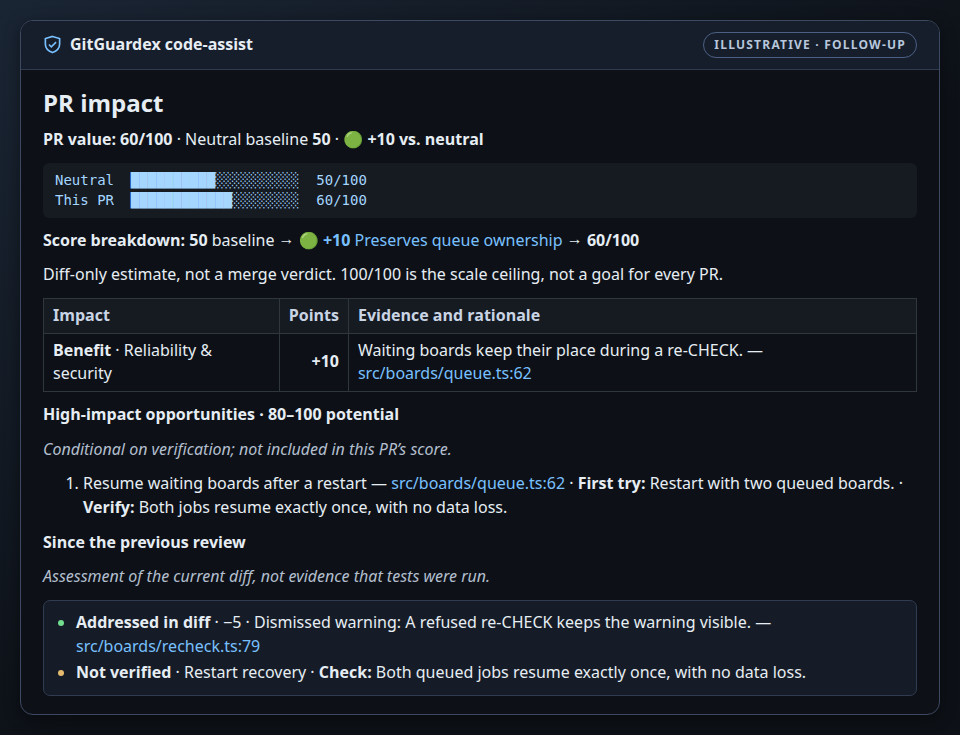 GitGuardex code-assist
ILLUSTRATIVE · FOLLOW-UP
PR impact
PR value: 60/100 · Neutral baseline 50 · 🟢 +10 vs. neutral
Neutral ██████████░░░░░░░░░░ 50/100
This PR ████████████░░░░░░░░ 60/100
Score breakdown: 50 baseline → 🟢 +10 Preserves queue ownership → 60/100
Diff-only estimate, not a merge verdict. 100/100 is the scale ceiling, not a goal for every PR.
Impact Points Evidence and rationale
Benefit · Reliability &
security
+10
Waiting boards keep their place during a re-CHECK. —
src/boards/queue.ts:62
High-impact opportunities · 80–100 potential
Conditional on verification; not included in this PR’s score.
1. Resume waiting boards after a restart — src/boards/queue.ts:62 · First try: Restart with two queued boards. ·
Verify: Both jobs resume exactly once, with no data loss.
Since the previous review
Assessment of the current diff, not evidence that tests were run.
• Addressed in diff · −5 · Dismissed warning: A refused re-CHECK keeps the warning visible. —
src/boards/recheck.ts:79
• Not verified · Restart recovery · Check: Both queued jobs resume exactly once, with no data loss.